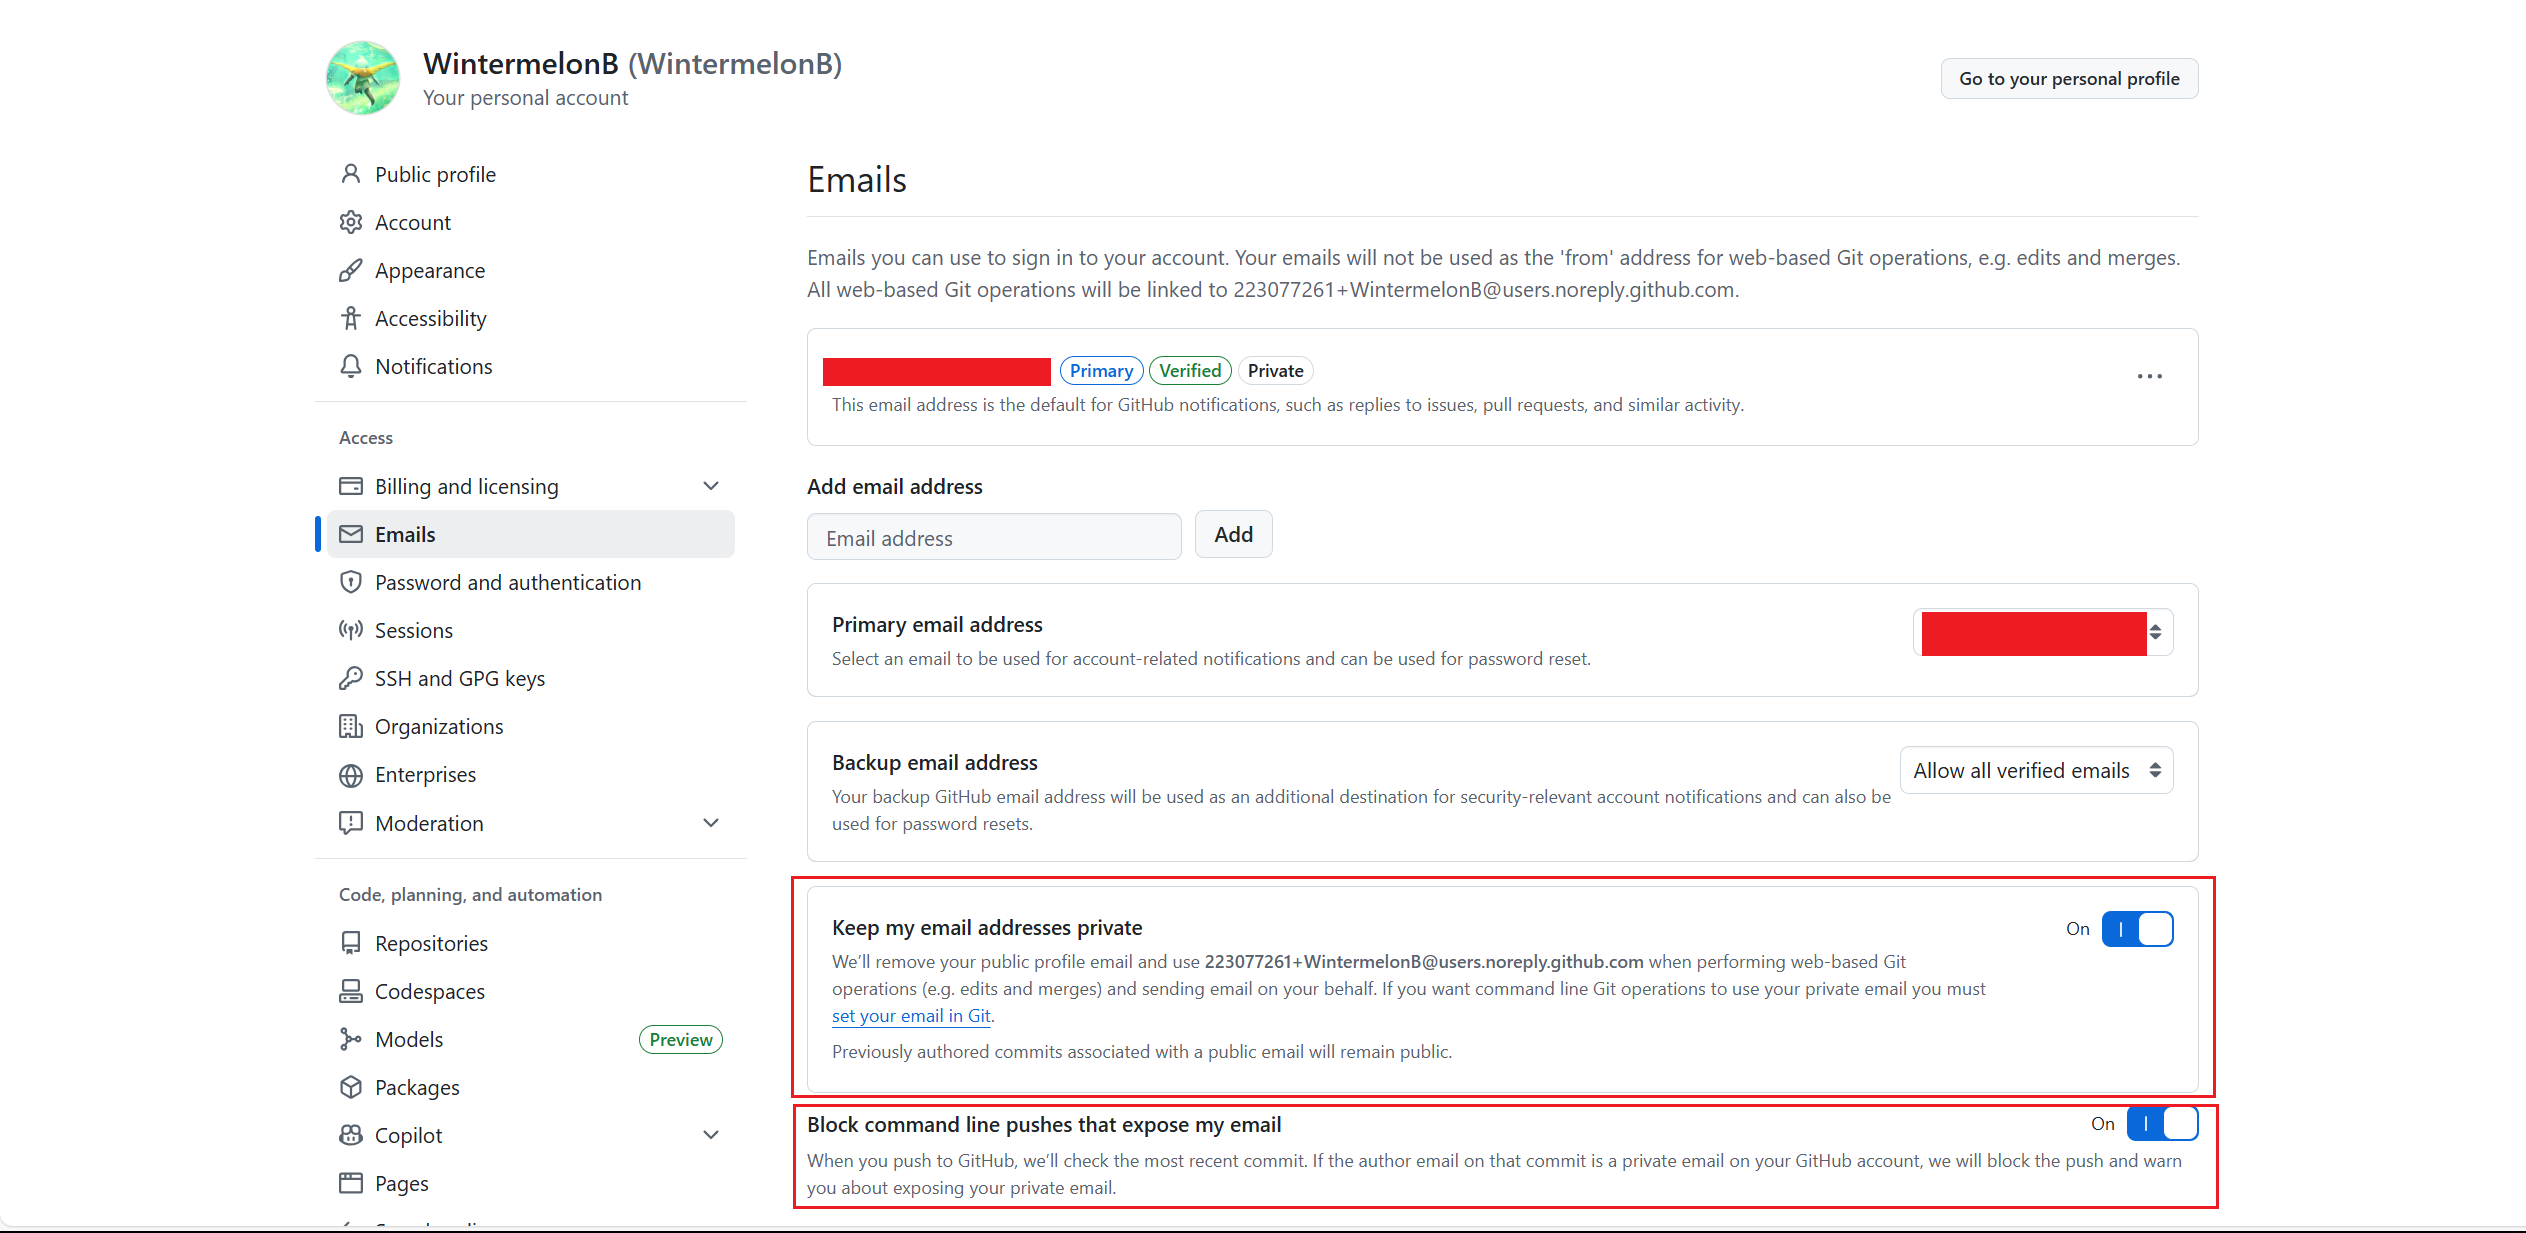 WintermelonB (WintermelonB)
Your personal account
Go to your personal profile
Public profile
Account
Appearance
Accessibility
Notifications
Access
Billing and licensing
Emails
Password and authentication
Sessions
SSH and GPG keys
Organizations
Enterprises
Moderation
Code, planning, and automation
Repositories
Codespaces
Models Preview
Packages
Copilot
Pages
Emails
Emails you can use to sign in to your account. Your emails will not be used as the 'from' address for web-based Git operations, e.g. edits and merges.
All web-based Git operations will be linked to 223077261+WintermelonB@users.noreply.github.com.
Primary Verified Private
This email address is the default for GitHub notifications, such as replies to issues, pull requests, and similar activity.
Add email address
Email address Add
Primary email address
Select an email to be used for account-related notifications and can be used for password reset.
Backup email address
Allow all verified emails
Your backup GitHub email address will be used as an additional destination for security-relevant account notifications and can also be
used for password resets.
Keep my email addresses private
On
We'll remove your public profile email and use 223077261+WintermelonB@users.noreply.github.com when performing web-based Git
operations (e.g. edits and merges) and sending email on your behalf. If you want command line Git operations to use your private email you must
set your email in Git.
Previously authored commits associated with a public email will remain public.
Block command line pushes that expose my email
On
When you push to GitHub, we'll check the most recent commit. If the author email on that commit is a private email on your GitHub account, we will block the push and warn
you about exposing your private email.